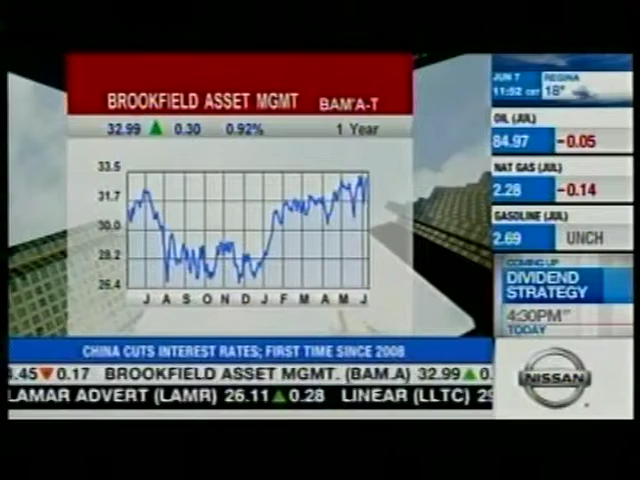 BROOKFIELD ASSET MGMT BAM'A-T
32.99 0.30 0.92% 1 Year
33.5
31.7
30.0
28.2
26.4
J A S O N D J F M A M J
JUN 7 REGINA
11:52 18°
OIL (JUL)
84.97 -0.05
NAT GAS (JUL)
2.28 -0.14
GASOLINE (JUL)
2.69 UNCH
COMING UP
DIVIDEND
STRATEGY
4:30PM ET
TODAY
NISSAN
CHINA CUTS INTEREST RATES; FIRST TIME SINCE 2008
.45 0.17 BROOKFIELD ASSET MGMT. (BAM.A) 32.99 0.
LAMAR ADVERT (LAMR) 26.11 0.28 LINEAR (LLTC) 29